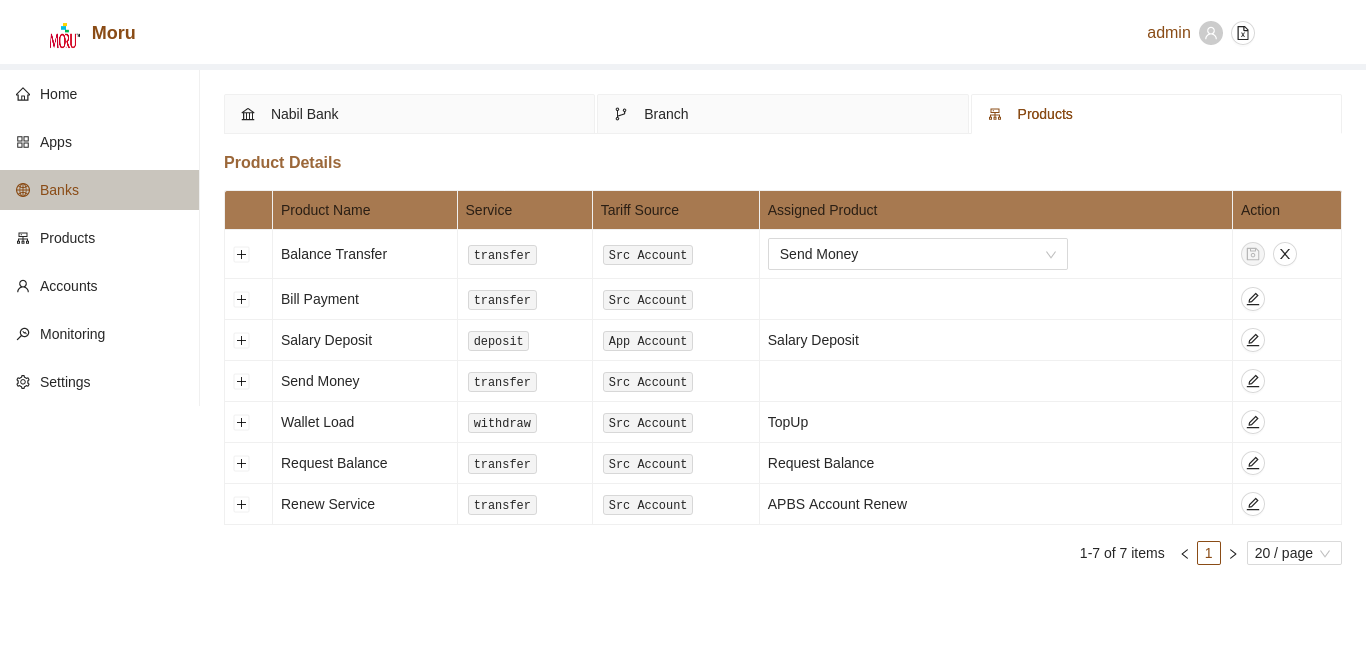 MORU Moru
admin
Home
Apps
Banks
Products
Accounts
Monitoring
Settings
Nabil Bank Branch Products
Product Details
Product Name Service Tariff Source Assigned Product Action
Balance Transfer transfer Src Account Send Money
Bill Payment transfer Src Account
Salary Deposit deposit App Account Salary Deposit
Send Money transfer Src Account
Wallet Load withdraw Src Account TopUp
Request Balance transfer Src Account Request Balance
Renew Service transfer Src Account APBS Account Renew
1-7 of 7 items 1 20 / page